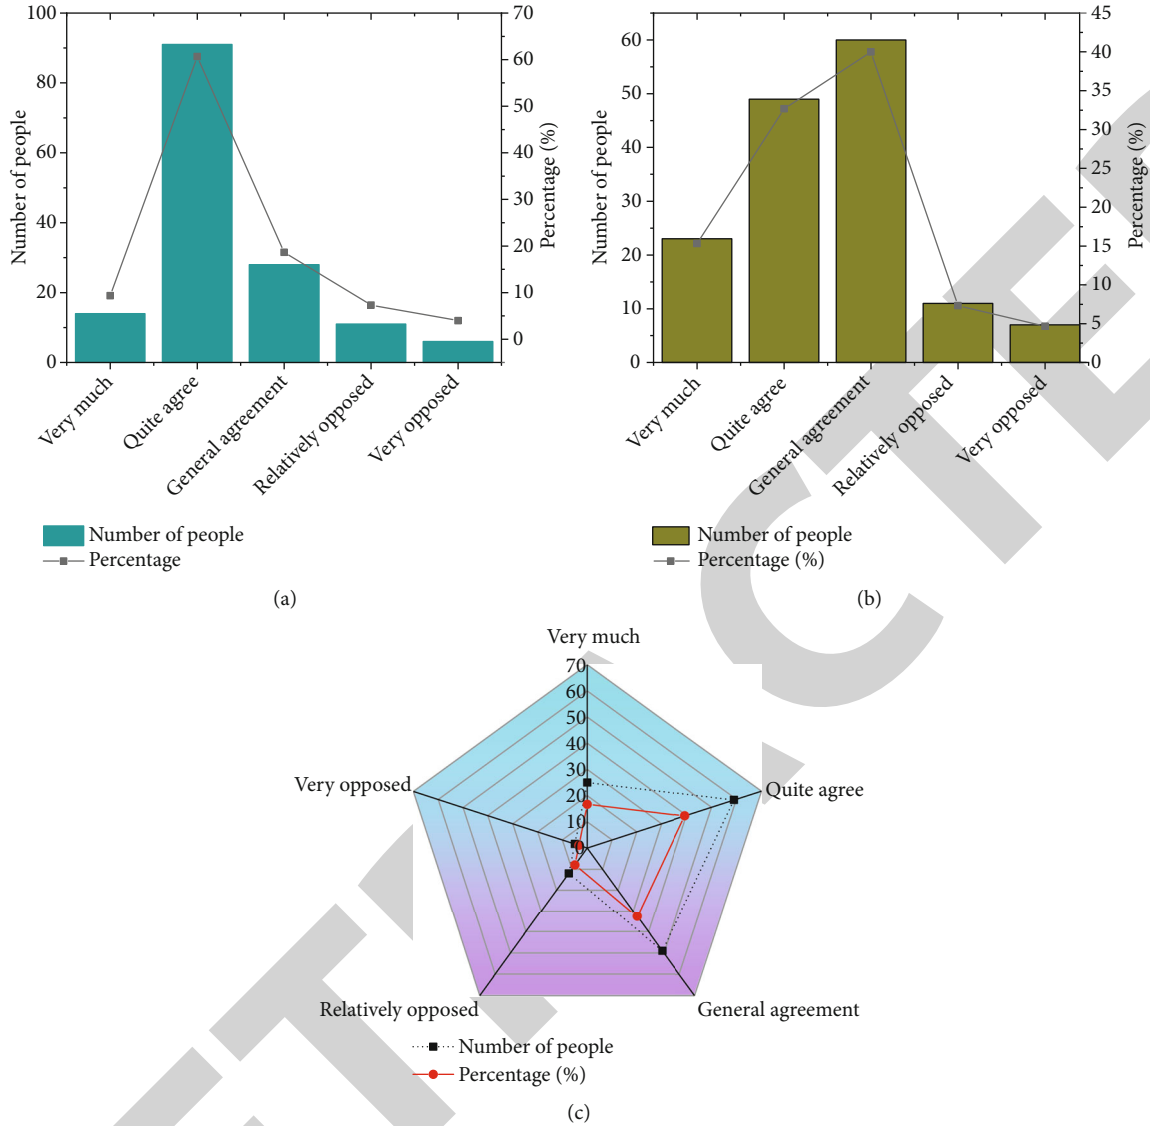 100
80
60
40
20
0
Number of people
70
60
50
40
30
20
10
0
Percentage (%)
Very much
Quite agree
General agreement
Relatively opposed
Very opposed
Number of people
Percentage
(a)
60
50
40
30
20
10
0
Number of people
45
40
35
30
25
20
15
10
5
0
Percentage (%)
Very much
Quite agree
General agreement
Relatively opposed
Very opposed
Number of people
Percentage (%)
(b)
Very much
70
60
50
40
30
20
10
0
Very opposed
Quite agree
Relatively opposed
General agreement
Number of people
Percentage (%)
(c)